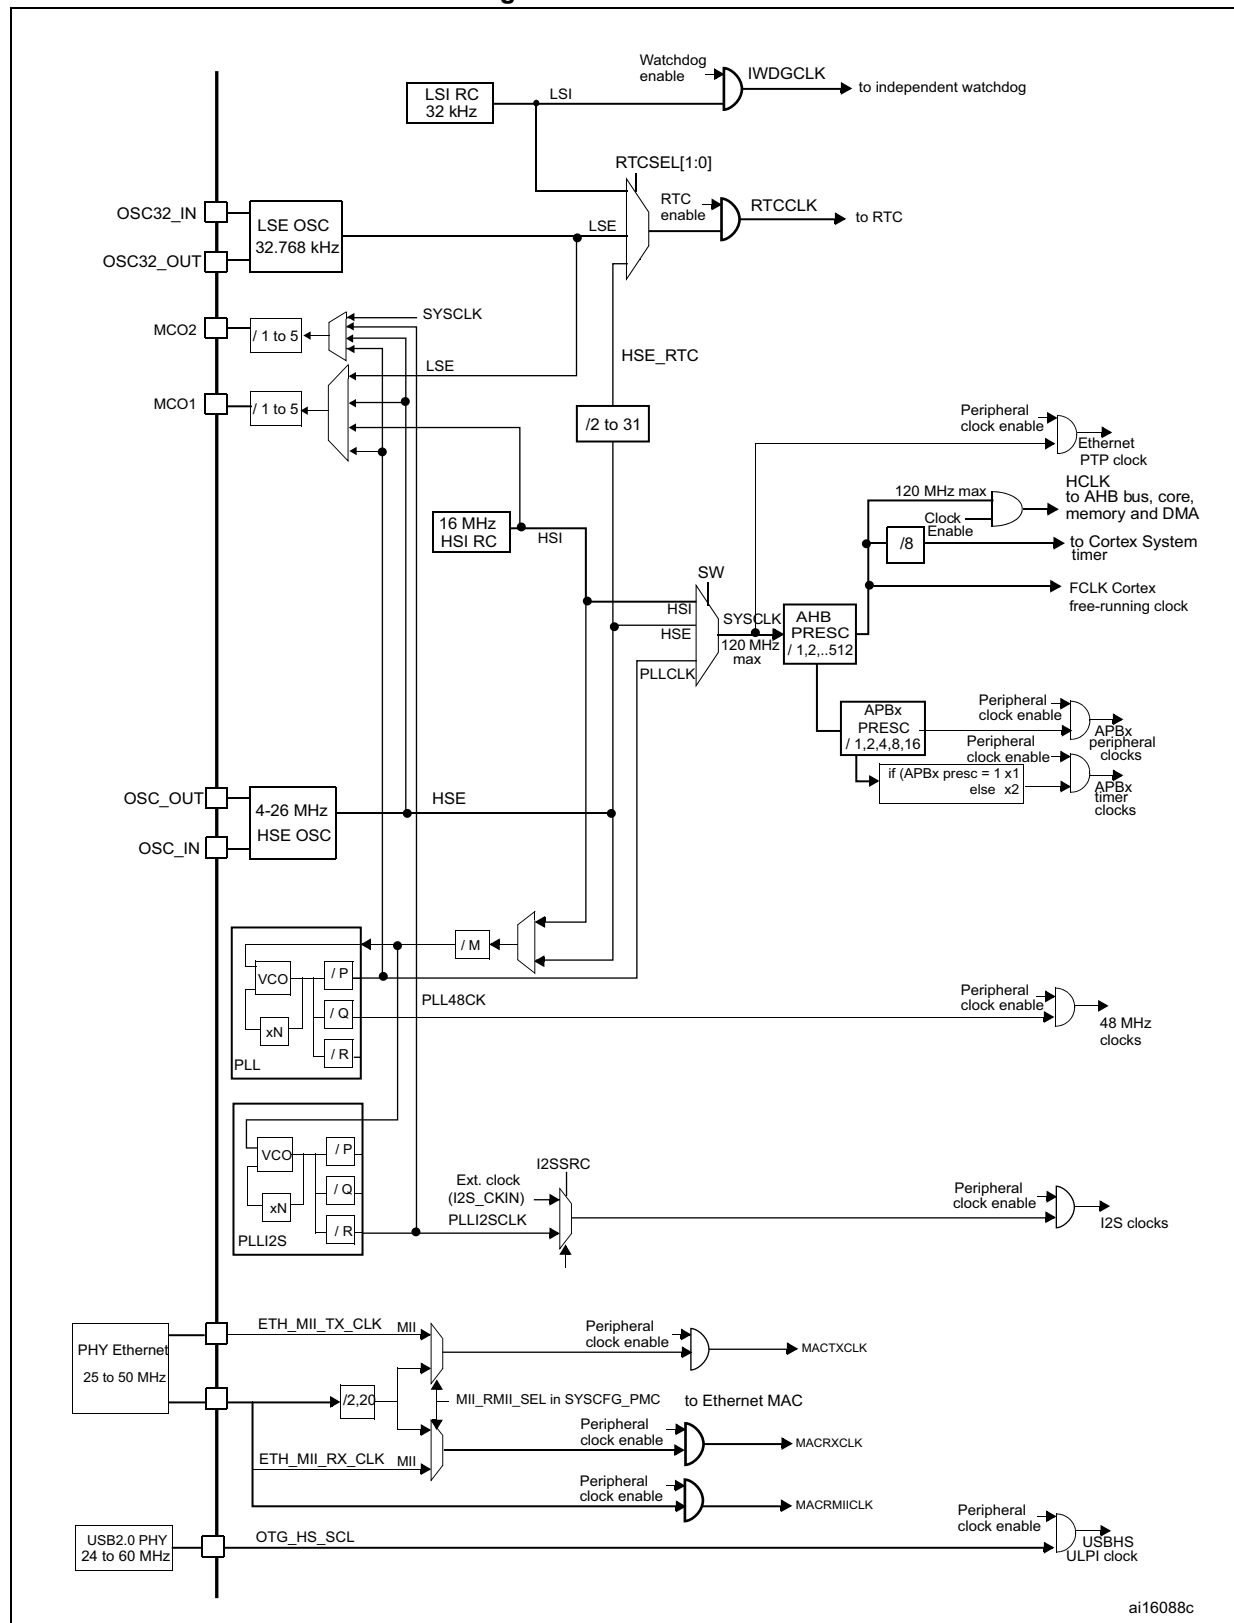 Watchdog
enable
IWDGCLK
to independent watchdog
LSI RC
32 kHz
LSI
RTCSEL[1:0]
OSC32_IN
OSC32_OUT
LSE OSC
32.768 kHz
LSE
RTC
enable
RTCCLK
to RTC
MCO2
/ 1 to 5
SYSCLK
LSE
HSE_RTC
MCO1
/ 1 to 5
/2 to 31
Peripheral
clock enable
Ethernet
PTP clock
16 MHz
HSI RC
HSI
120 MHz max
Clock
Enable
HCLK
to AHB bus, core,
memory and DMA
/8
to Cortex System
timer
FCLK Cortex
free-running clock
SW
HSI
HSE
PLLCLK
SYSCLK
120 MHz
max
AHB
PRESC
/ 1,2,..512
APBx
PRESC
/ 1,2,4,8,16
Peripheral
clock enable
APBx
peripheral
clocks
if (APBx presc = 1 x1
else x2
Peripheral
clock enable
APBx
timer
clocks
OSC_OUT
OSC_IN
4-26 MHz
HSE OSC
HSE
/ M
VCO
xN
/ P
/ Q
/ R
PLL
PLL48CK
Peripheral
clock enable
48 MHz
clocks
VCO
xN
/ P
/ Q
/ R
PLLI2S
I2SSRC
Ext. clock
(I2S_CKIN)
PLLI2SCLK
Peripheral
clock enable
I2S clocks
PHY Ethernet
25 to 50 MHz
ETH_MII_TX_CLK MII
Peripheral
clock enable
MACTXCLK
/2,20
MII_RMII_SEL in SYSCFG_PMC
to Ethernet MAC
Peripheral
clock enable
MACRXCLK
ETH_MII_RX_CLK MII
Peripheral
clock enable
MACRMIICLK
USB2.0 PHY
24 to 60 MHz
OTG_HS_SCL
Peripheral
clock enable
USBHS
ULPI clock
ai16088c